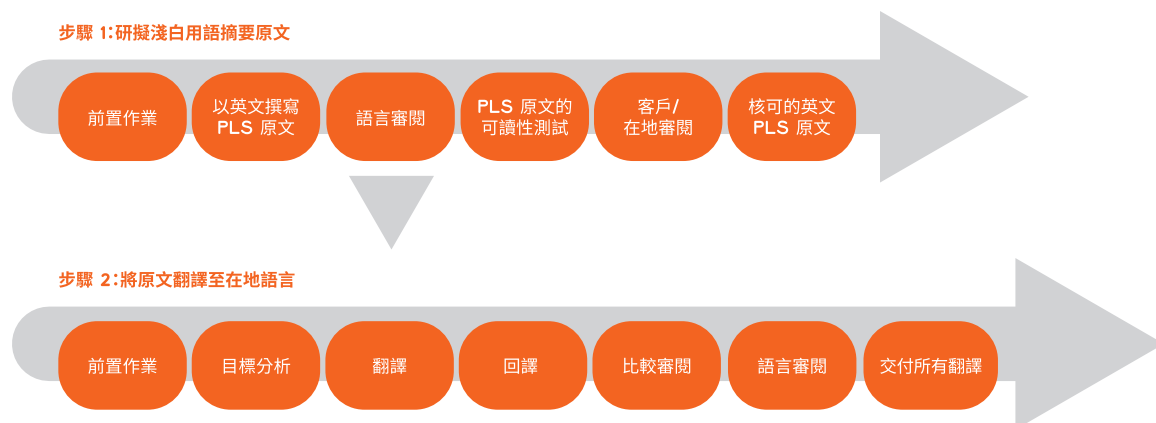 步驟 1:研擬淺白用語摘要原文
前置作業
以英文撰寫
PLS 原文
語言審閱
PLS 原文的
可讀性測試
客戶/
在地審閱
核可的英文
PLS 原文
步驟 2:將原文翻譯至在地語言
前置作業
目標分析
翻譯
回譯
比較審閱
語言審閱
交付所有翻譯